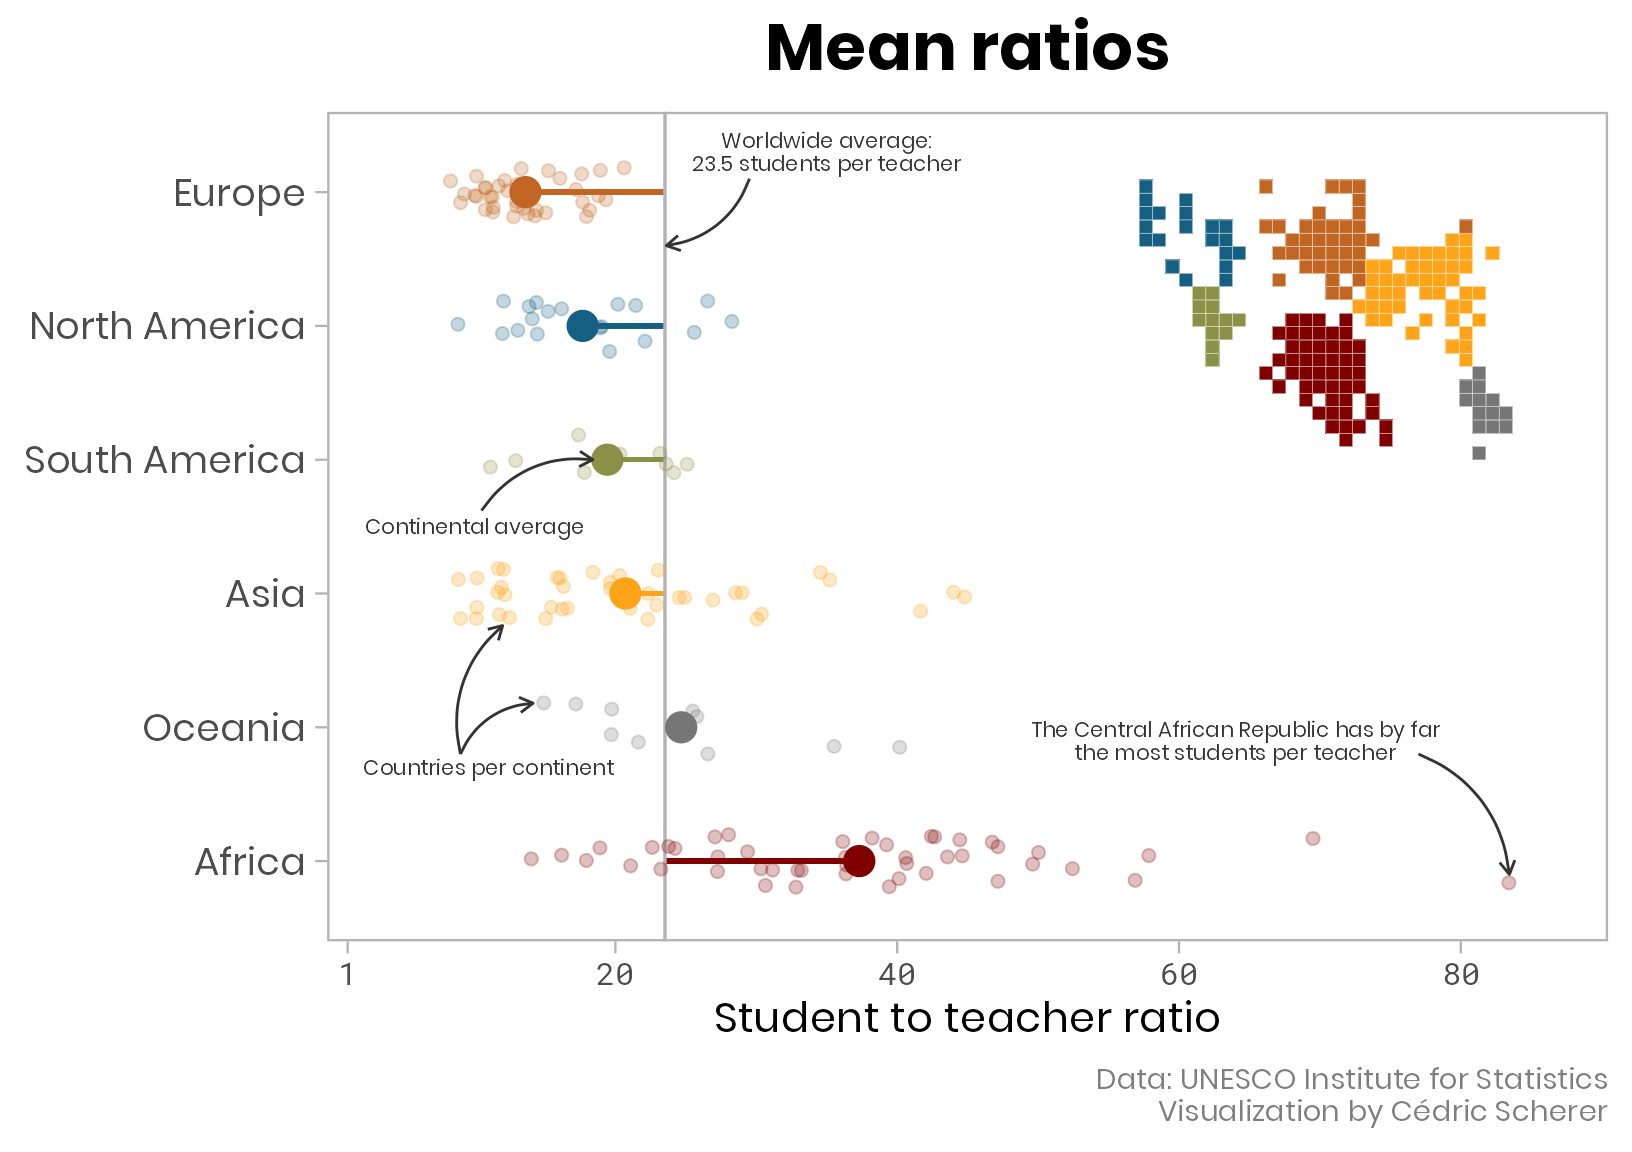 Mean ratios
Worldwide average:
23.5 students per teacher
Europe
North America
South America
Continental average
Asia
Oceania
Countries per continent
The Central African Republic has by far
the most students per teacher
Africa
1 20 40 60 80
Student to teacher ratio
Data: UNESCO Institute for Statistics
Visualization by Cédric Scherer